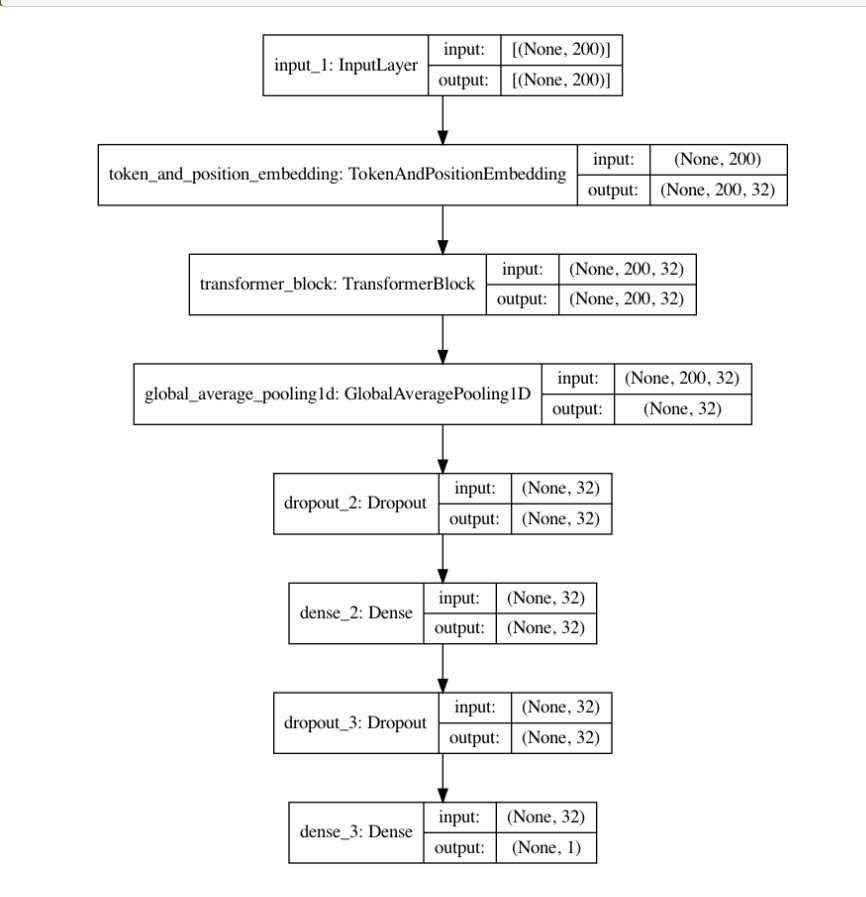 input_1: InputLayer
input: [(None, 200)]
output: [(None, 200)]
token_and_position_embedding: TokenAndPositionEmbedding
input: (None, 200)
output: (None, 200, 32)
transformer_block: TransformerBlock
input: (None, 200, 32)
output: (None, 200, 32)
global_average_pooling1d: GlobalAveragePooling1D
input: (None, 200, 32)
output: (None, 32)
dropout_2: Dropout
input: (None, 32)
output: (None, 32)
dense_2: Dense
input: (None, 32)
output: (None, 32)
dropout_3: Dropout
input: (None, 32)
output: (None, 32)
dense_3: Dense
input: (None, 32)
output: (None, 1)